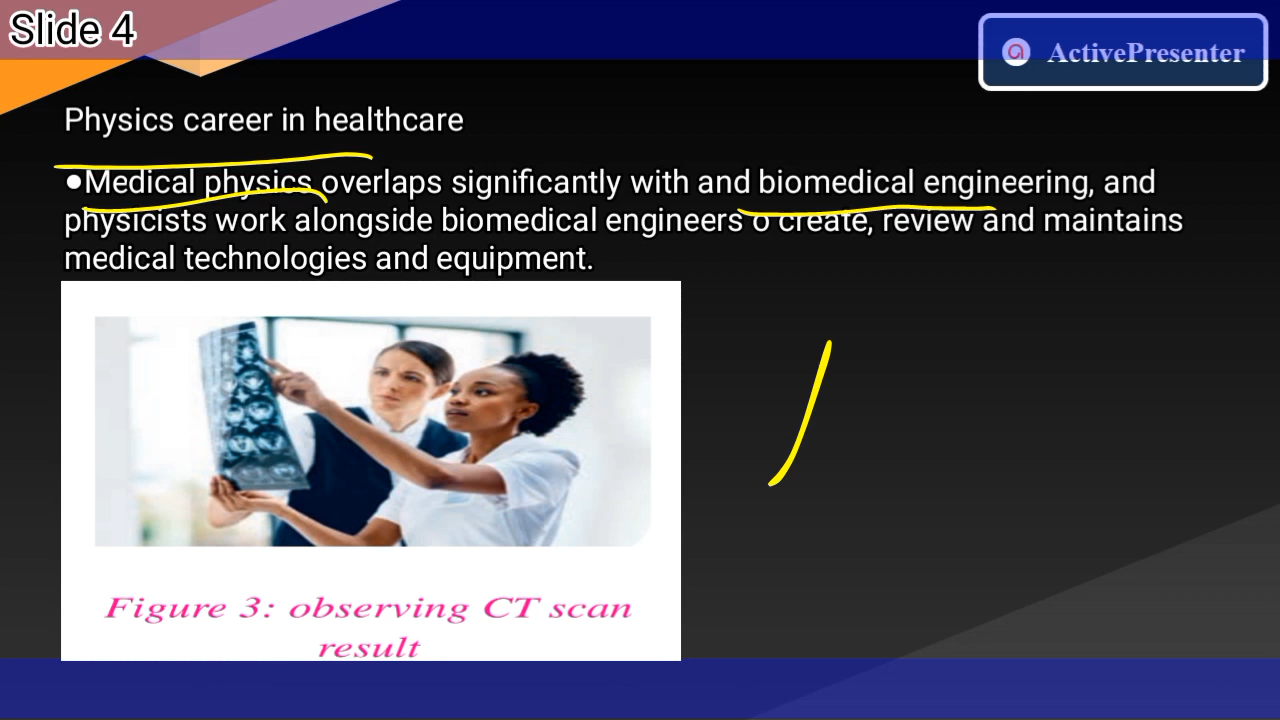 Slide 4
ActivePresenter
Physics career in healthcare
●Medical physics overlaps significantly with and biomedical engineering, and
physicists work alongside biomedical engineers o create, review and maintains
medical technologies and equipment.
Figure 3: observing CT scan
result